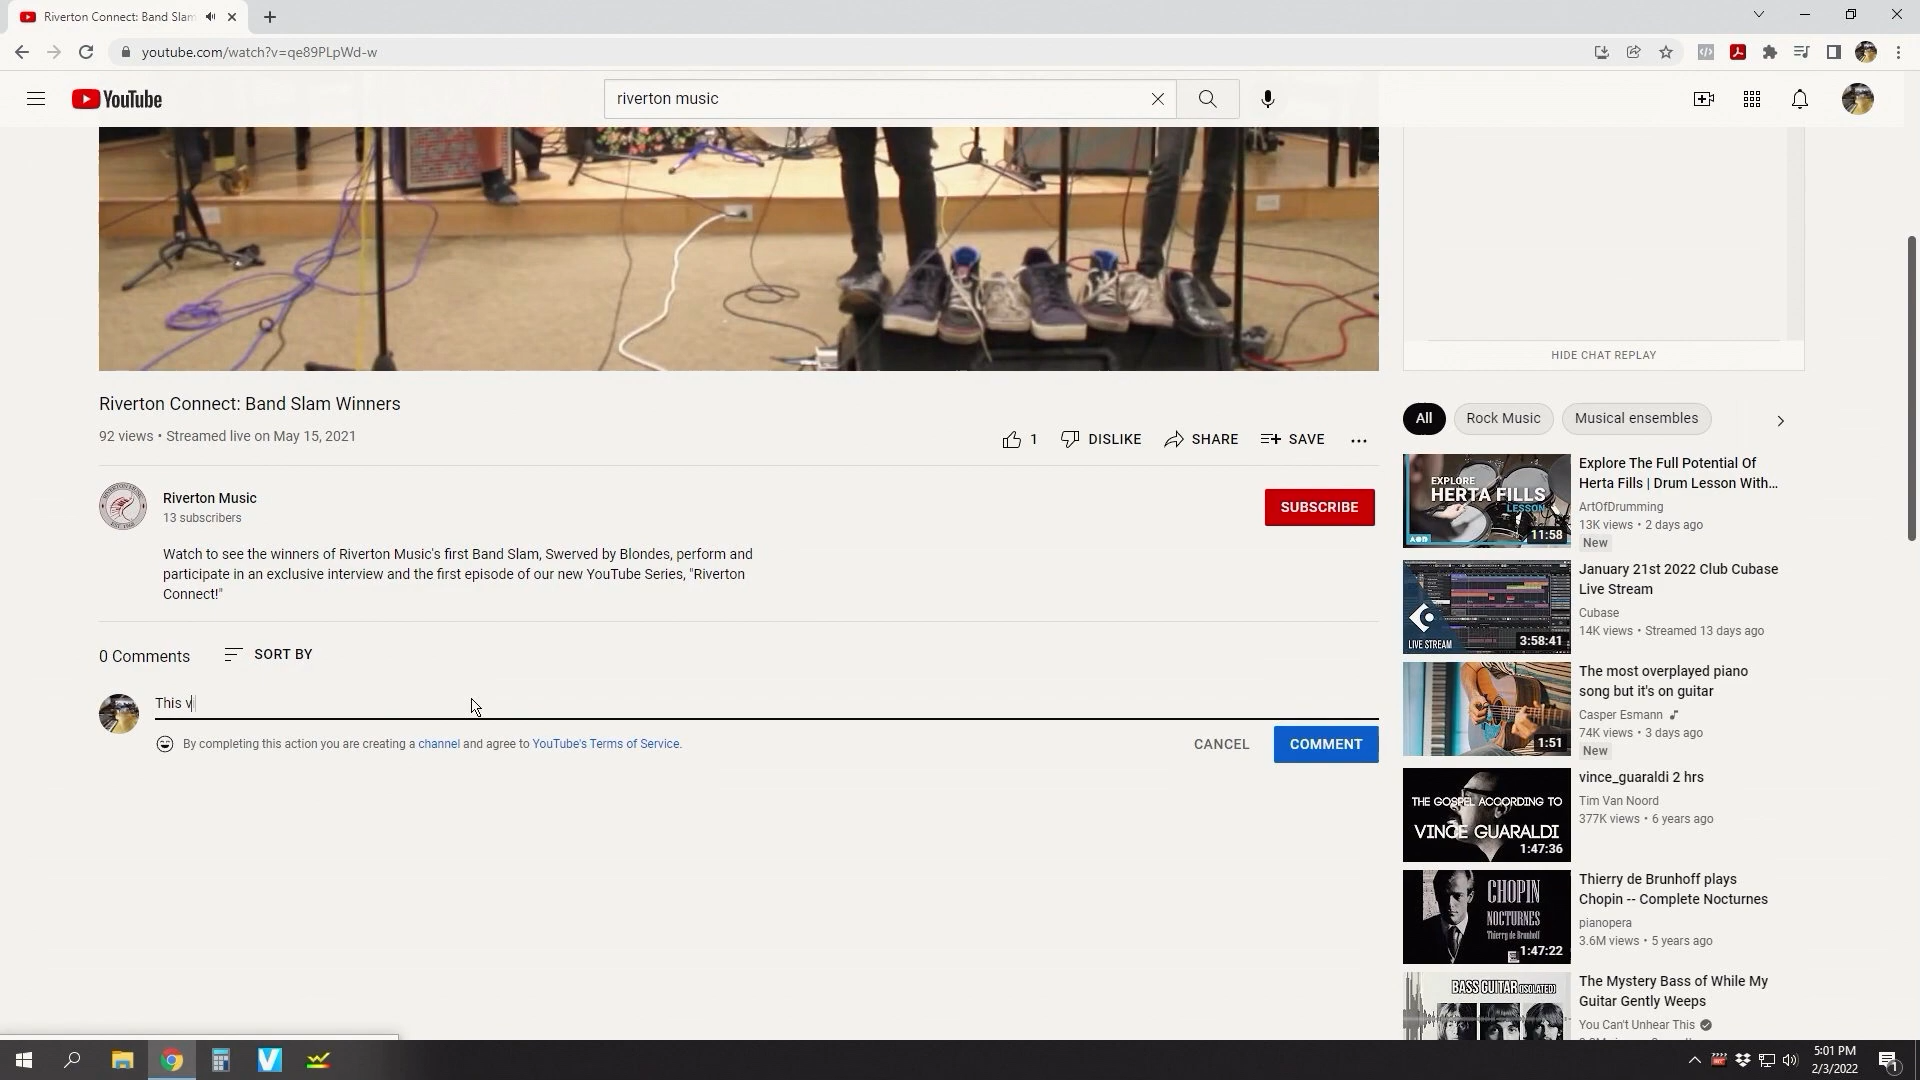 Riverton Connect: Band Slam
youtube.com/watch?v=qe89PLpWd-w
YouTube
riverton music
HIDE CHAT REPLAY
Riverton Connect: Band Slam Winners
92 views • Streamed live on May 15, 2021
1
DISLIKE
SHARE
SAVE
Riverton Music
13 subscribers
SUBSCRIBE
Watch to see the winners of Riverton Music's first Band Slam, Swerved by Blondes, perform and
participate in an exclusive interview and the first episode of our new YouTube Series, "Riverton
Connect!"
0 Comments
SORT BY
This v
By completing this action you are creating a channel and agree to YouTube's Terms of Service.
CANCEL
COMMENT
All
Rock Music
Musical ensembles
EXPLORE
HERTA FILLS
LESSON
11:58
Explore The Full Potential Of
Herta Fills | Drum Lesson With…
ArtOfDrumming
13K views • 2 days ago
New
LIVE STREAM
3:58:41
January 21st 2022 Club Cubase
Live Stream
Cubase
14K views • Streamed 13 days ago
1:51
The most overplayed piano
song but it's on guitar
Casper Esmann
74K views • 3 days ago
New
THE GOSPEL ACCORDING TO
VINCE GUARALDI
1:47:36
vince_guaraldi 2 hrs
Tim Van Noord
377K views • 6 years ago
CHOPIN
NOCTURNES
Thierry de Brunhoff
1:47:22
Thierry de Brunhoff plays
Chopin -- Complete Nocturnes
pianopera
3.6M views • 5 years ago
BASS GUITAR (ISOLATED)
The Mystery Bass of While My
Guitar Gently Weeps
You Can't Unhear This
5:01 PM
2/3/2022
1